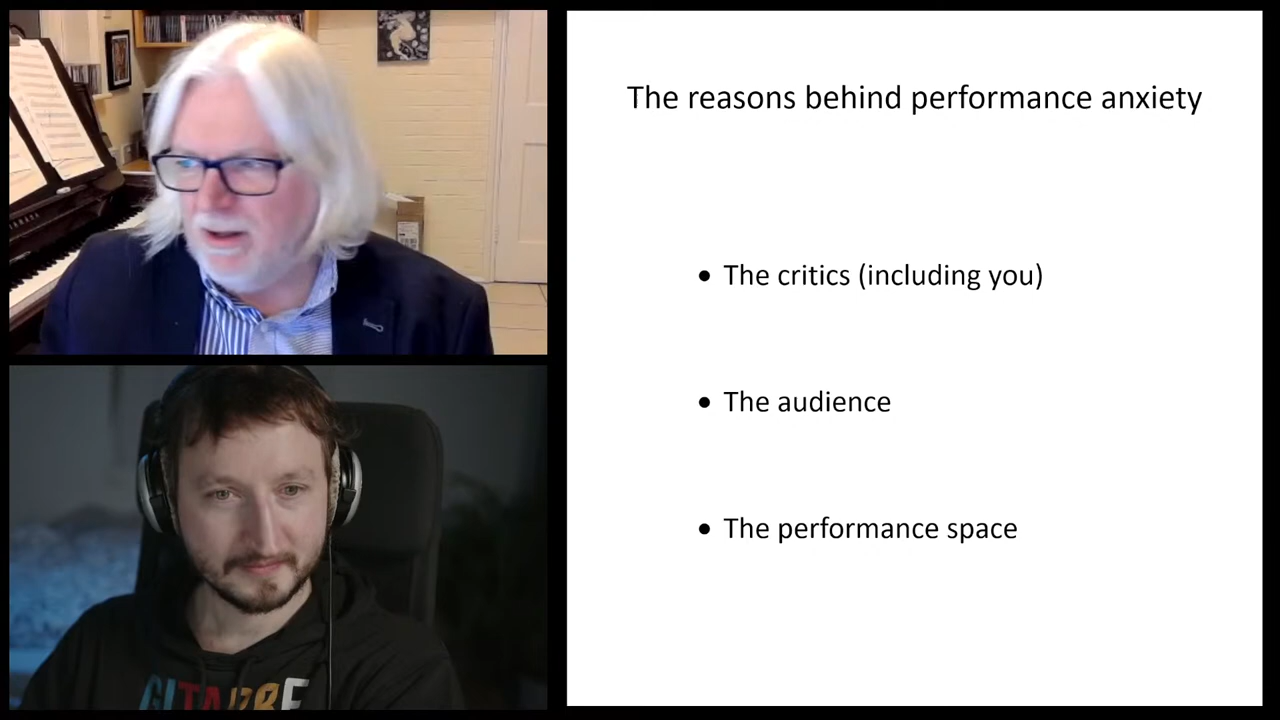 The reasons behind performance anxiety
• The critics (including you)
• The audience
• The performance space